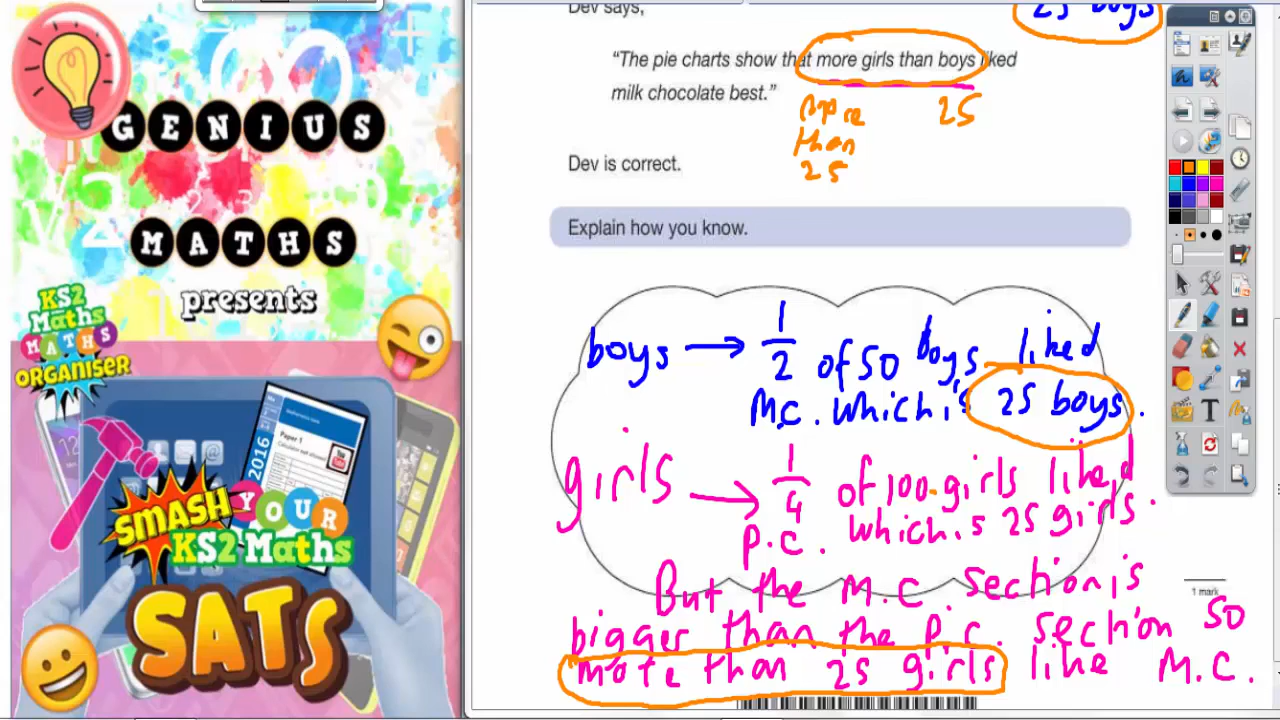 GENIUS
MATHS
presents
KS2
Maths
MATHS
ORGANISER
2016
Paper 1
You
Tube
SMASH YOUR
KS2 Maths
SATS
Dev says,
25 boys
"The pie charts show that more girls than boys liked
milk chocolate best."
more 25
than
25
Dev is correct.
Explain how you know.
boys → 1/2 of 50 boys liked
M.C. which is 25 boys.
girls → 1/4 of 100 girls liked
P.C. which is 25 girls.
But the M.C section is
bigger than the P.C. section so
more than 25 girls like M.C.
1 mark